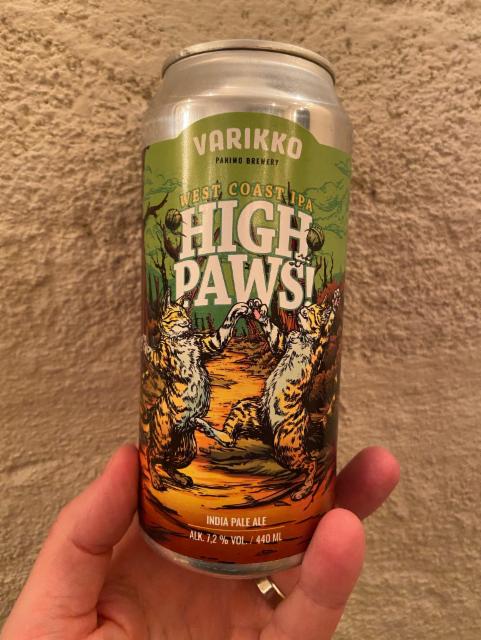 VARIKKO
PANIMO BREWERY
WEST COAST IPA
HIGH
PAWS!
INDIA PALE ALE
ALK. 7,2 % VOL. / 440 ML